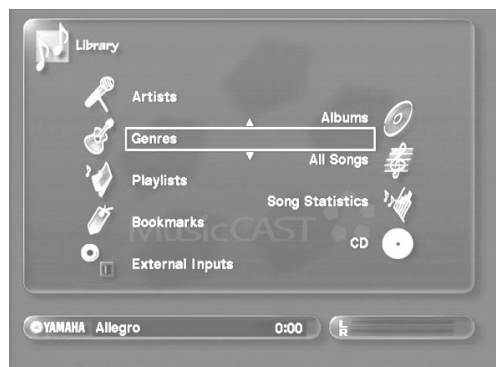 Library
Artists
Albums
Genres
All Songs
Playlists
Song Statistics
Bookmarks
MusicCAST
CD
External Inputs
YAMAHA Allegro 0:00 L
R